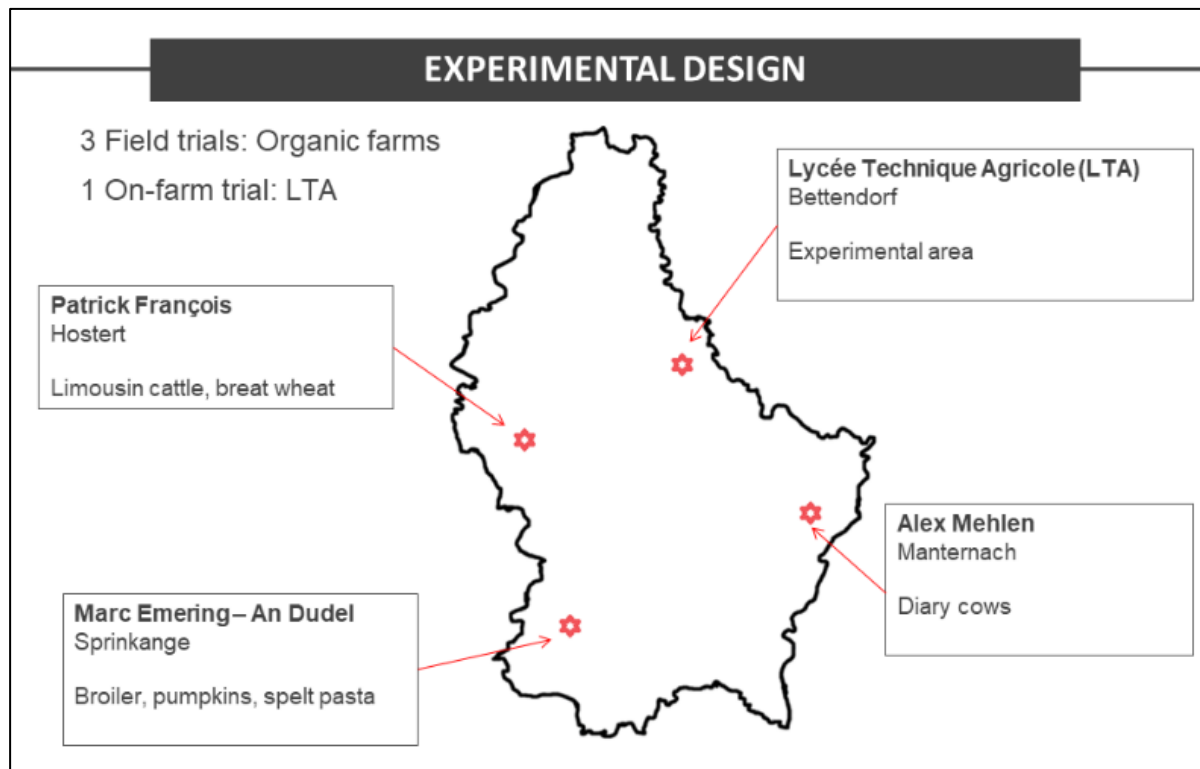 EXPERIMENTAL DESIGN
3 Field trials: Organic farms
1 On-farm trial: LTA
Lycée Technique Agricole (LTA)
Bettendorf
Experimental area
Patrick François
Hostert
Limousin cattle, breat wheat
Alex Mehlen
Manternach
Diary cows
Marc Emering – An Dudel
Sprinkange
Broiler, pumpkins, spelt pasta